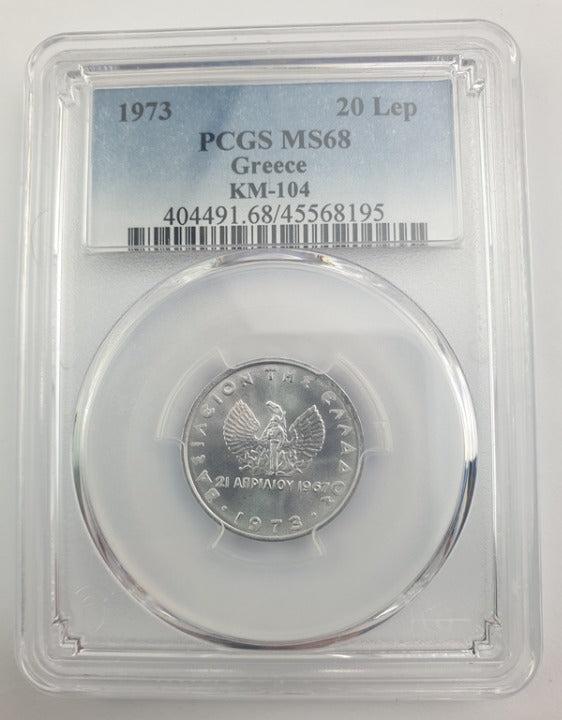 1973 20 Lep
PCGS MS68
Greece
KM-104
404491.68/45568195
ΒΑΣΙΛΕΙΟΝ ΤΗΣ ΕΛΛΑΔΟΣ
21 ΑΠΡΙΛΙΟΥ 1967
· 1973 ·